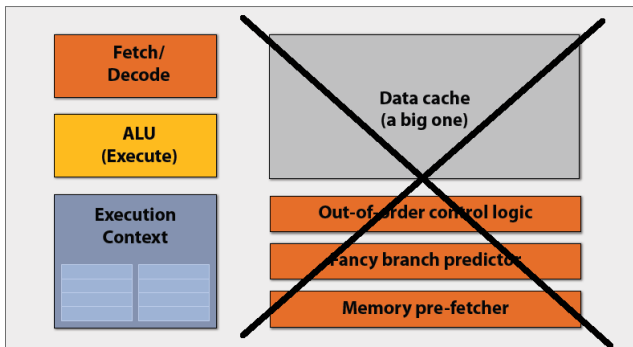 Fetch/
Decode
ALU
(Execute)
Execution
Context
Data cache
(a big one)
Out-of-order control logic
Fancy branch predictor
Memory pre-fetcher